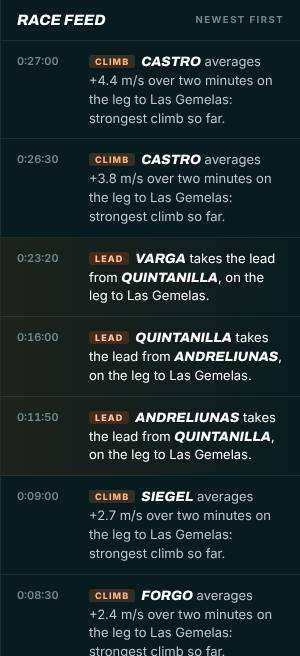 RACE FEED NEWEST FIRST
0:27:00 CLIMB CASTRO averages
+4.4 m/s over two minutes on
the leg to Las Gemelas:
strongest climb so far.
0:26:30 CLIMB CASTRO averages
+3.8 m/s over two minutes on
the leg to Las Gemelas:
strongest climb so far.
0:23:20 LEAD VARGA takes the lead
from QUINTANILLA, on the
leg to Las Gemelas.
0:16:00 LEAD QUINTANILLA takes
the lead from ANDRELIUNAS,
on the leg to Las Gemelas.
0:11:50 LEAD ANDRELIUNAS takes
the lead from QUINTANILLA,
on the leg to Las Gemelas.
0:09:00 CLIMB SIEGEL averages
+2.7 m/s over two minutes on
the leg to Las Gemelas:
strongest climb so far.
0:08:30 CLIMB FORGO averages
+2.4 m/s over two minutes on
the leg to Las Gemelas:
strongest climb so far.